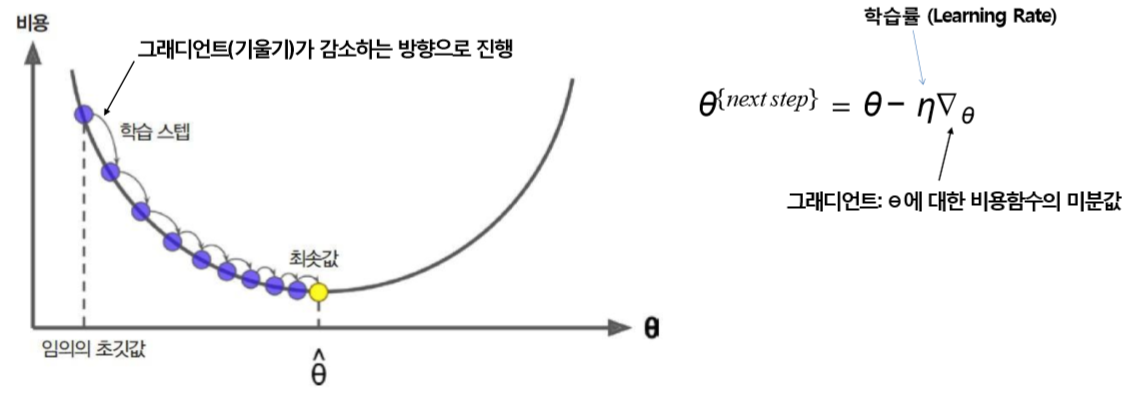 비용
그래디언트(기울기)가 감소하는 방향으로 진행
학습 스텝
최솟값
임의의 초깃값
θ̂
θ
학습률 (Learning Rate)
θ^{next step} = θ − η∇_θ
그래디언트: ⍬에 대한 비용함수의 미분값